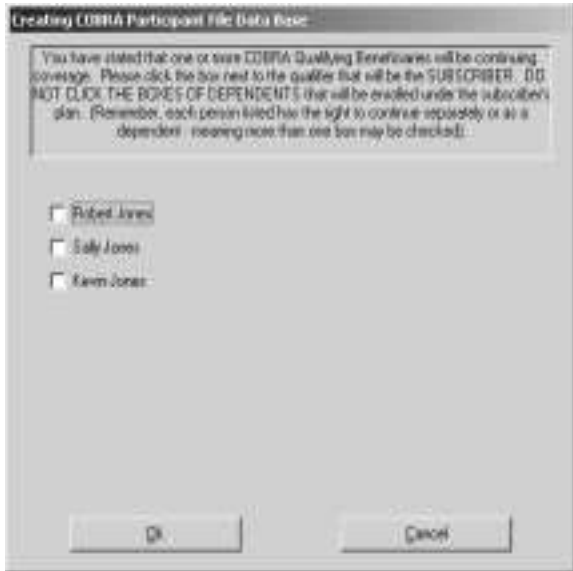 Creating COBRA Participant File Data Base
You have stated that one or more COBRA Qualifying Beneficiaries will be continuing
coverage. Please click the box next to the qualifier that will be the SUBSCRIBER. DO
NOT CLICK THE BOXES OF DEPENDENTS that will be enrolled under the subscriber's
plan. (Remember, each person listed has the right to continue separately or as a
dependent - meaning more than one box may be checked).
Robert Jones
Sally Jones
Kevin Jones
Ok
Cancel